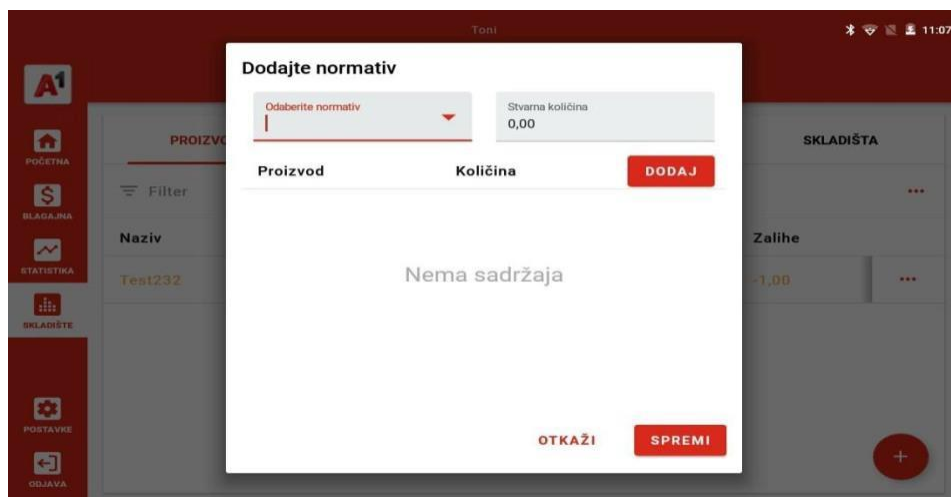 Toni
11:07
A1
Dodajte normativ
Odaberite normativ
Stvarna količina
0,00
POČETNA
PROIZVO
SKLADIŠTA
Proizvod
Količina
DODAJ
Filter
BLAGAJNA
Naziv
Zalihe
STATISTIKA
Test232
Nema sadržaja
-1,00
SKLADIŠTE
POSTAVKE
OTKAŽI
SPREMI
ODJAVA